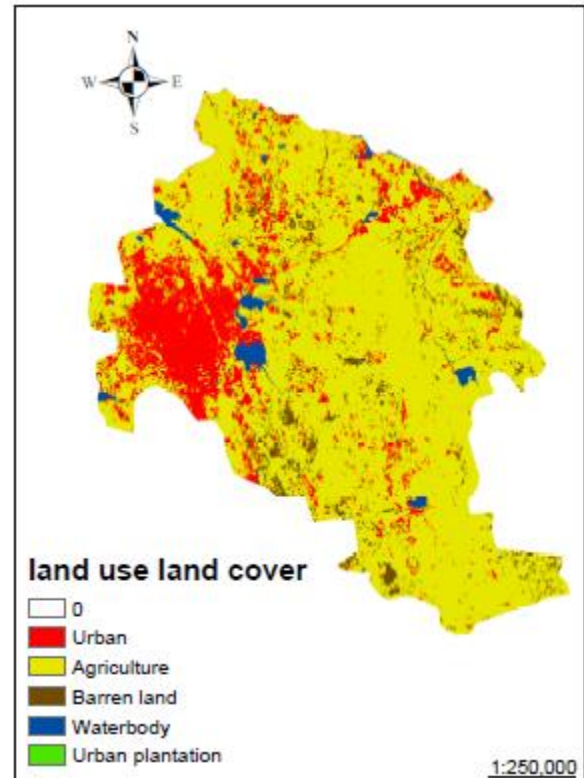 N
W E
S
land use land cover
0
Urban
Agriculture
Barren land
Waterbody
Urban plantation
1:250,000